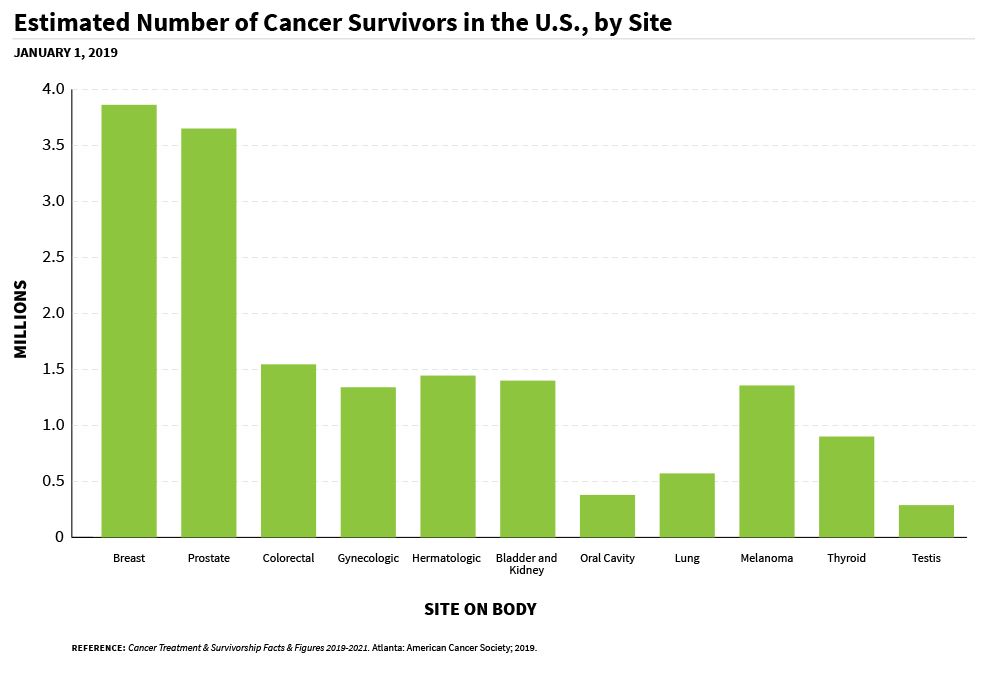 Estimated Number of Cancer Survivors in the U.S., by Site
JANUARY 1, 2019
MILLIONS
4.0
3.5
3.0
2.5
2.0
1.5
1.0
0.5
0
Breast
Prostate
Colorectal
Gynecologic
Hermatologic
Bladder and
Kidney
Oral Cavity
Lung
Melanoma
Thyroid
Testis
SITE ON BODY
REFERENCE: Cancer Treatment & Survivorship Facts & Figures 2019-2021. Atlanta: American Cancer Society; 2019.